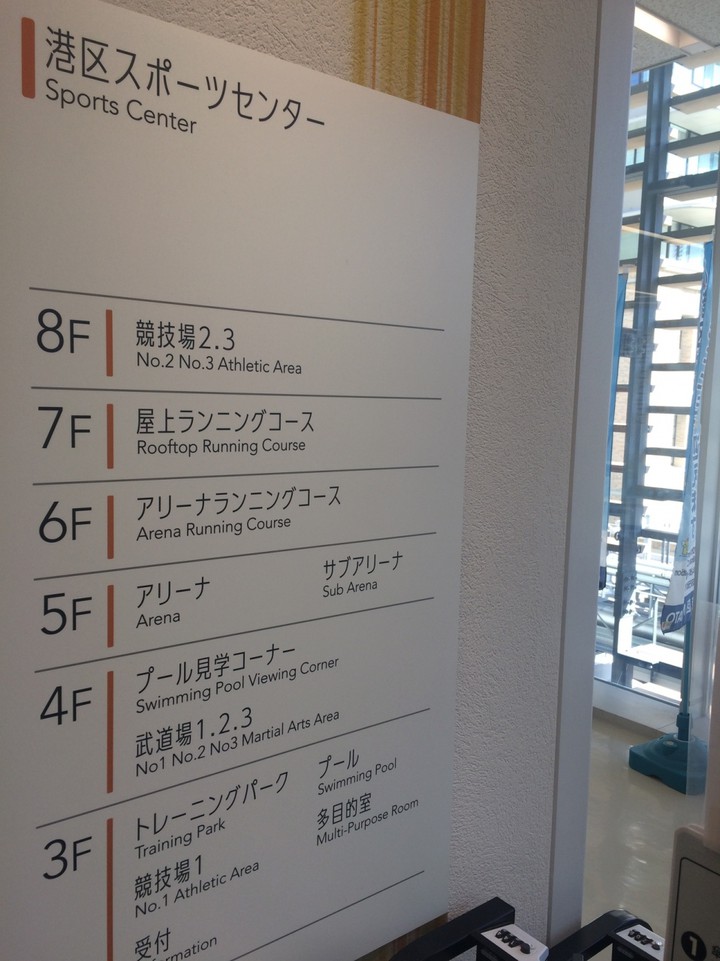 港区スポーツセンター
Sports Center
8F
競技場2.3
No.2 No.3 Athletic Area
7F
屋上ランニングコース
Rooftop Running Course
6F
アリーナランニングコース
Arena Running Course
5F
アリーナ
Arena
サブアリーナ
Sub Arena
4F
プール見学コーナー
Swimming Pool Viewing Corner
武道場1.2.3
No1 No.2 No3 Martial Arts Area
3F
トレーニングパーク
Training Park
プール
Swimming Pool
競技場1
No.1 Athletic Area
多目的室
Multi-Purpose Room
受付
ormation
1